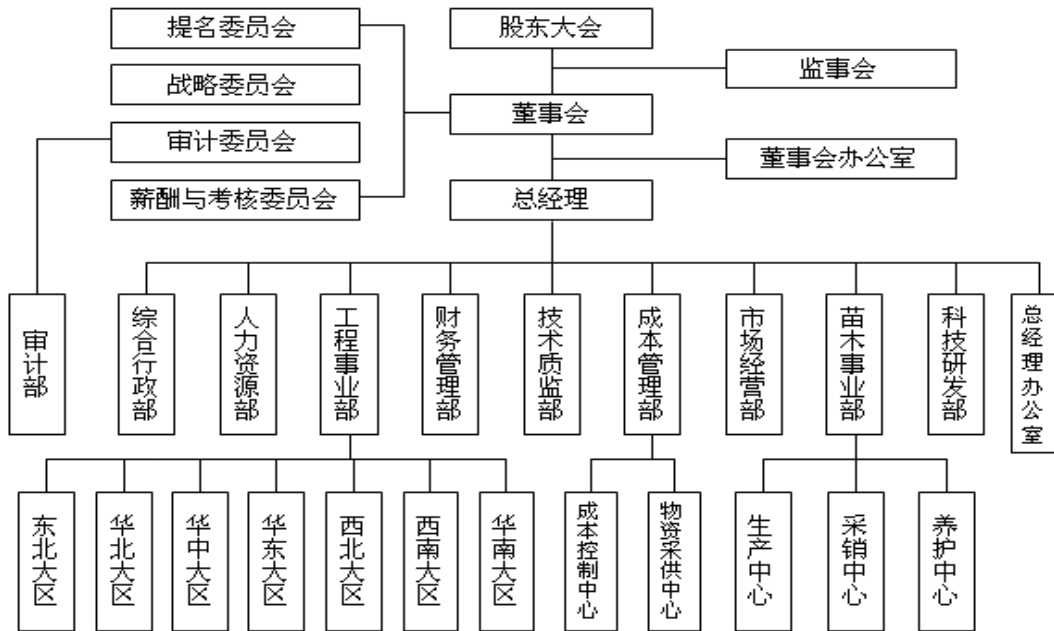 提名委员会
股东大会
监事会
战略委员会
董事会
审计委员会
董事会办公室
薪酬与考核委员会
总经理
审计部
综合行政部
人力资源部
工程事业部
财务管理部
技术质监部
成本管理部
市场经营部
苗木事业部
科技研发部
总经理办公室
东北大区
华北大区
华中大区
华东大区
西北大区
西南大区
华南大区
成本控制中心
物资采供中心
生产中心
采销中心
养护中心